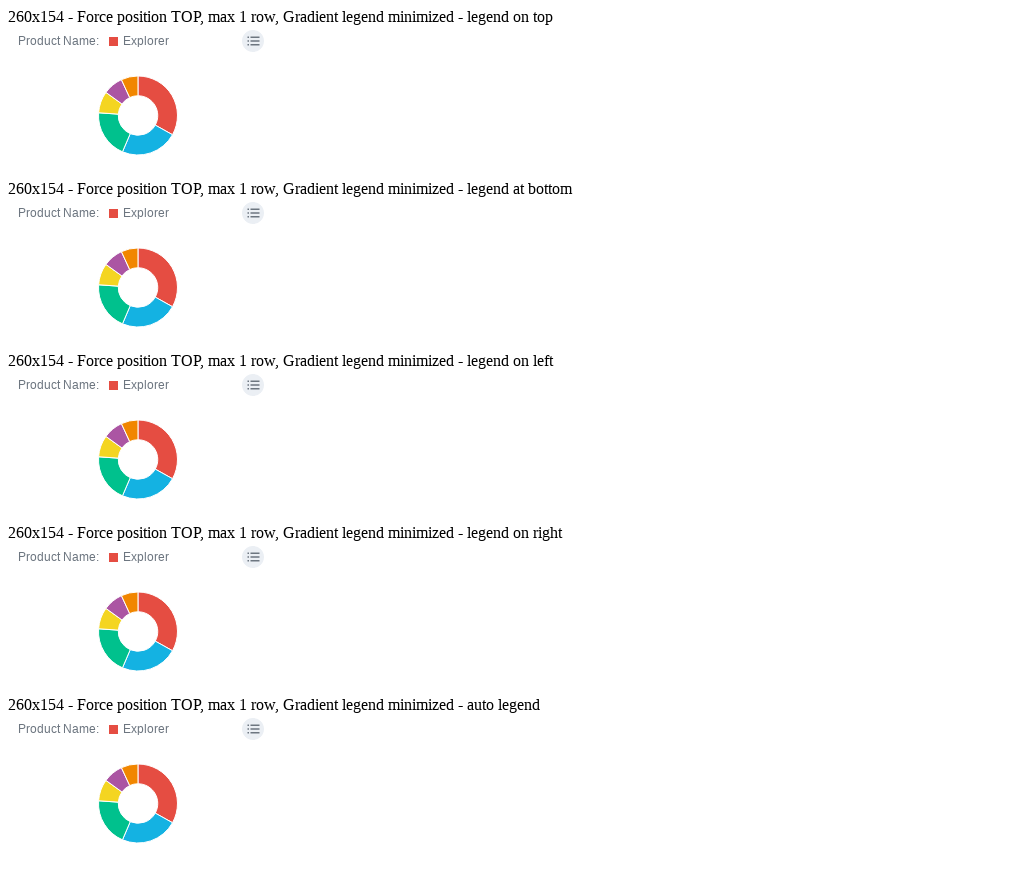 260x154 - Force position TOP, max 1 row, Gradient legend minimized - legend on top
Product Name: Explorer
260x154 - Force position TOP, max 1 row, Gradient legend minimized - legend at bottom
Product Name: Explorer
260x154 - Force position TOP, max 1 row, Gradient legend minimized - legend on left
Product Name: Explorer
260x154 - Force position TOP, max 1 row, Gradient legend minimized - legend on right
Product Name: Explorer
260x154 - Force position TOP, max 1 row, Gradient legend minimized - auto legend
Product Name: Explorer